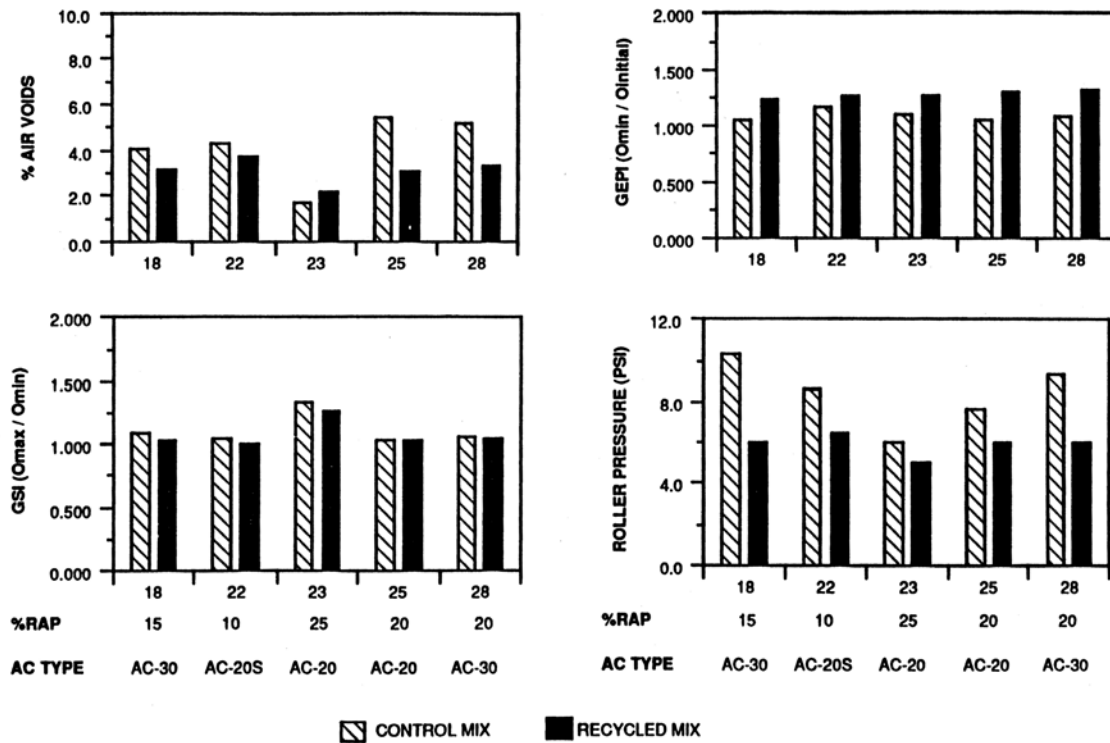 % AIR VOIDS
10.0
8.0
6.0
4.0
2.0
0.0
18 22 23 25 28
GEPI (Omin / Oinitial)
2.000
1.500
1.000
0.500
0.000
18 22 23 25 28
GSI (Omax / Omin)
2.000
1.500
1.000
0.500
0.000
18 22 23 25 28
%RAP 15 10 25 20 20
AC TYPE AC-30 AC-20S AC-20 AC-20 AC-30
ROLLER PRESSURE (PSI)
12.0
8.0
4.0
0.0
18 22 23 25 28
%RAP 15 10 25 20 20
AC TYPE AC-30 AC-20S AC-20 AC-20 AC-30
CONTROL MIX RECYCLED MIX